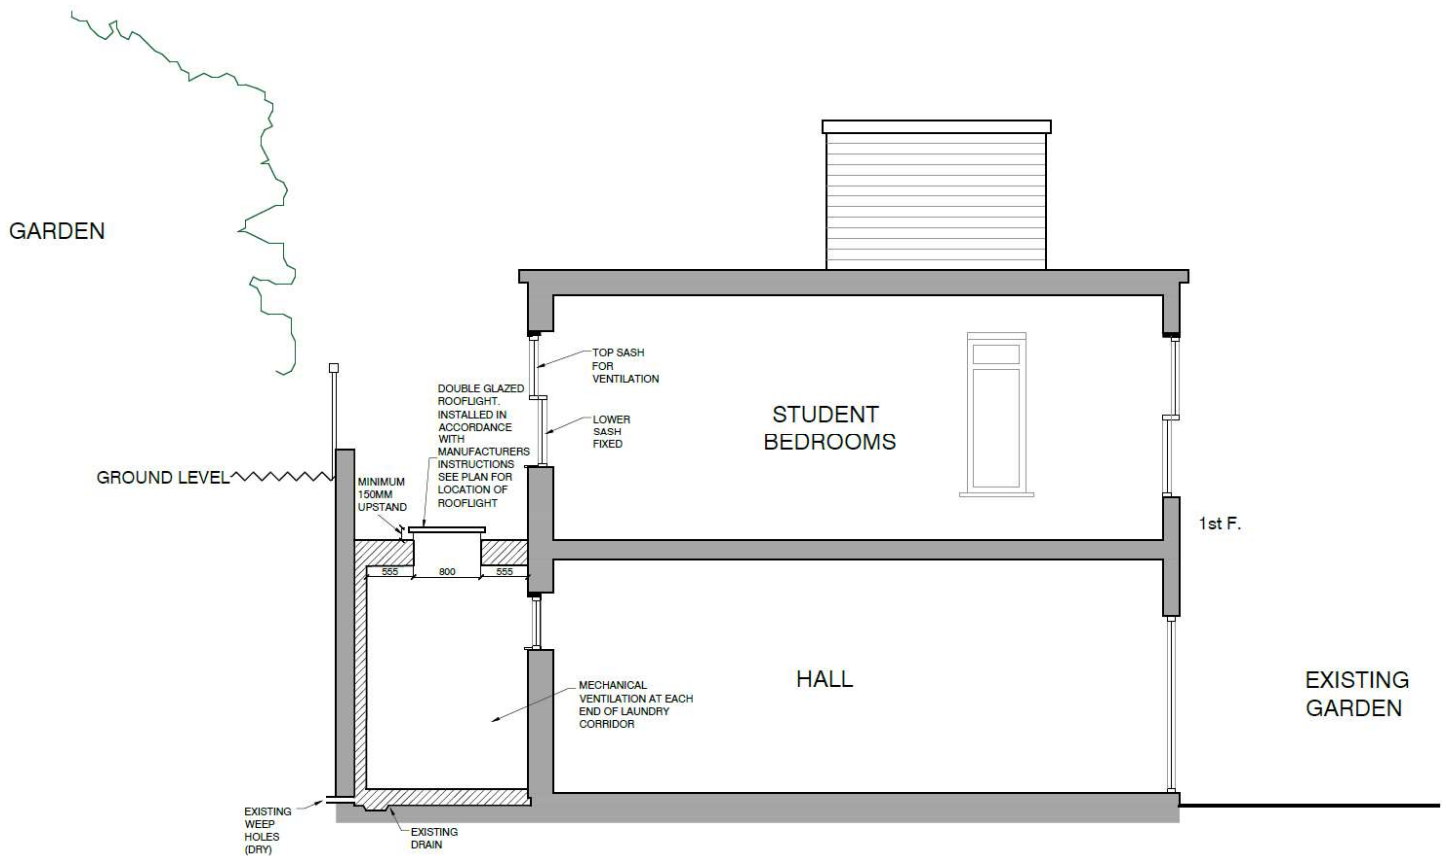 GARDEN
TOP SASH
FOR
VENTILATION
DOUBLE GLAZED
ROOFLIGHT.
INSTALLED IN
ACCORDANCE
WITH
MANUFACTURERS
INSTRUCTIONS
SEE PLAN FOR
LOCATION OF
ROOFLIGHT
LOWER
SASH
FIXED
STUDENT
BEDROOMS
GROUND LEVEL
MINIMUM
150MM
UPSTAND
1st F.
555 800 555
MECHANICAL
VENTILATION AT EACH
END OF LAUNDRY
CORRIDOR
HALL
EXISTING
GARDEN
EXISTING
WEEP
HOLES
(DRY)
EXISTING
DRAIN